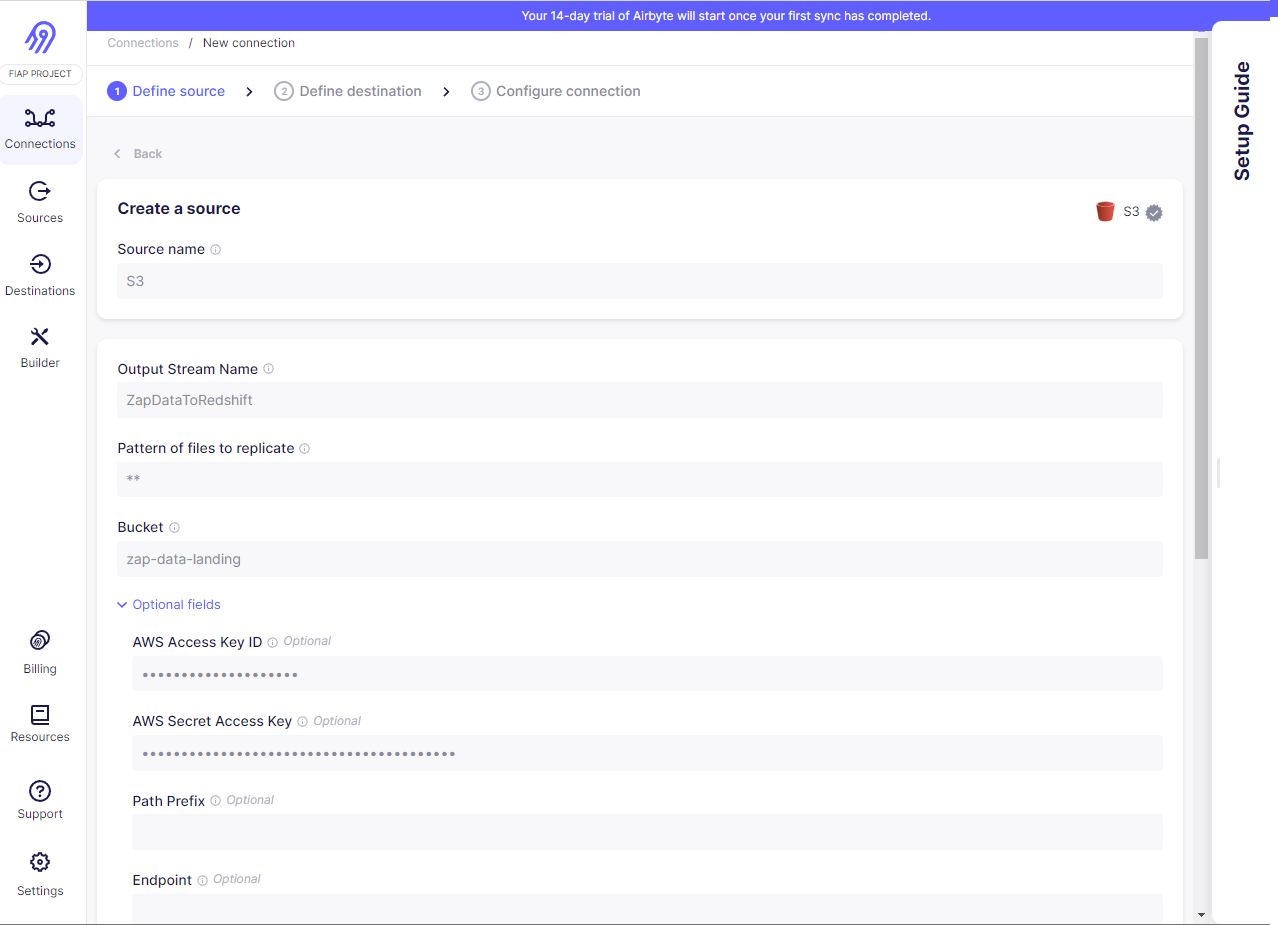 Your 14-day trial of Airbyte will start once your first sync has completed.
FIAP PROJECT
Connections
Sources
Destinations
Builder
Billing
Resources
Support
Settings
Connections / New connection
1 Define source
2 Define destination
3 Configure connection
Back
Create a source
S3
Source name
S3
Output Stream Name
ZapDataToRedshift
Pattern of files to replicate
**
Bucket
zap-data-landing
Optional fields
AWS Access Key ID Optional
••••••••••••••••••••
AWS Secret Access Key Optional
••••••••••••••••••••••••••••••••••••••••
Path Prefix Optional
Endpoint Optional
Setup Guide